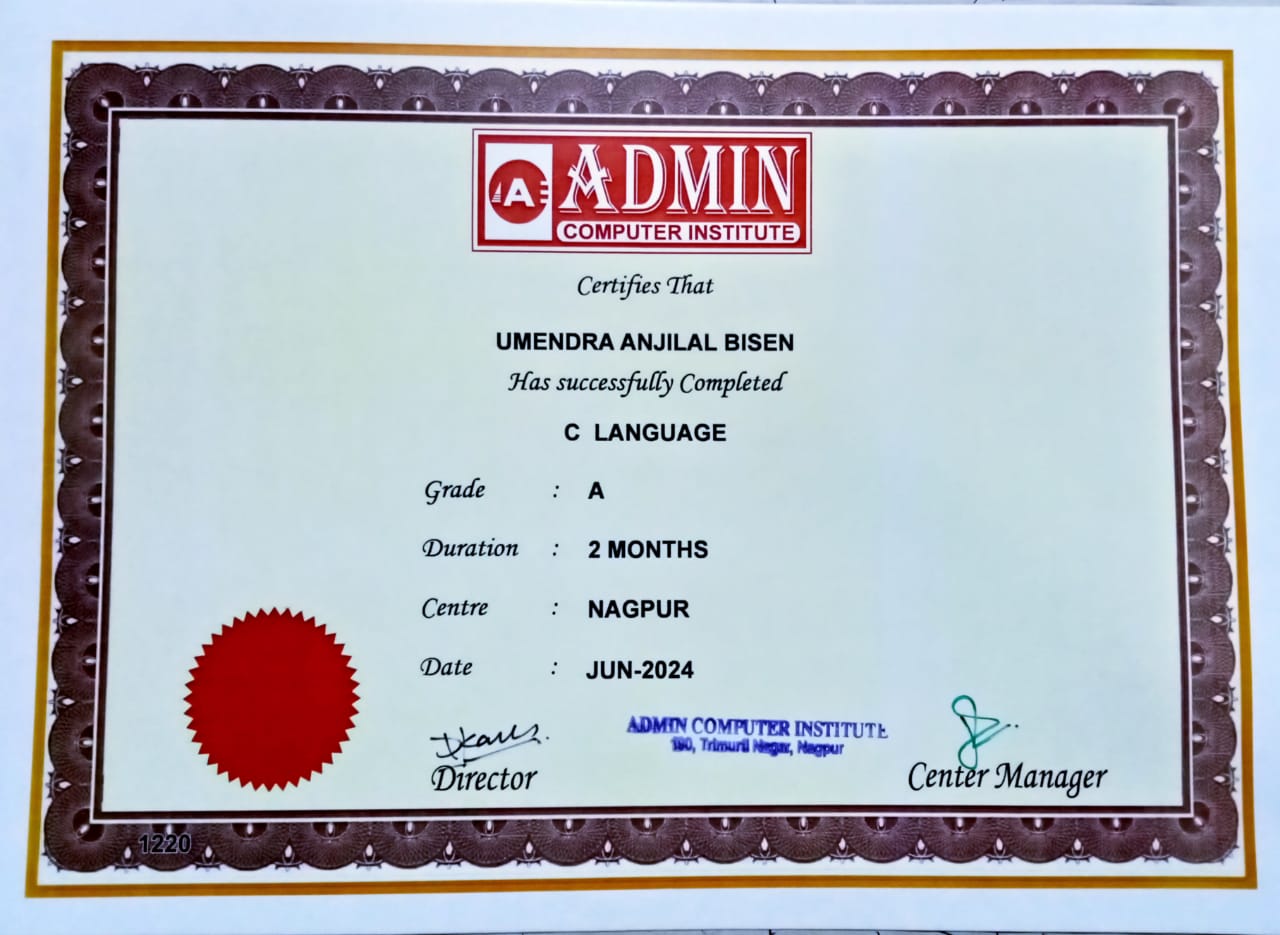 A ADMIN
COMPUTER INSTITUTE
Certifies That
UMENDRA ANJILAL BISEN
Has successfully Completed
C LANGUAGE
Grade : A
Duration : 2 MONTHS
Centre : NAGPUR
Date : JUN-2024
ADMIN COMPUTER INSTITUTE
190, Trimurti Nagar, Nagpur
Director
Center Manager
1220